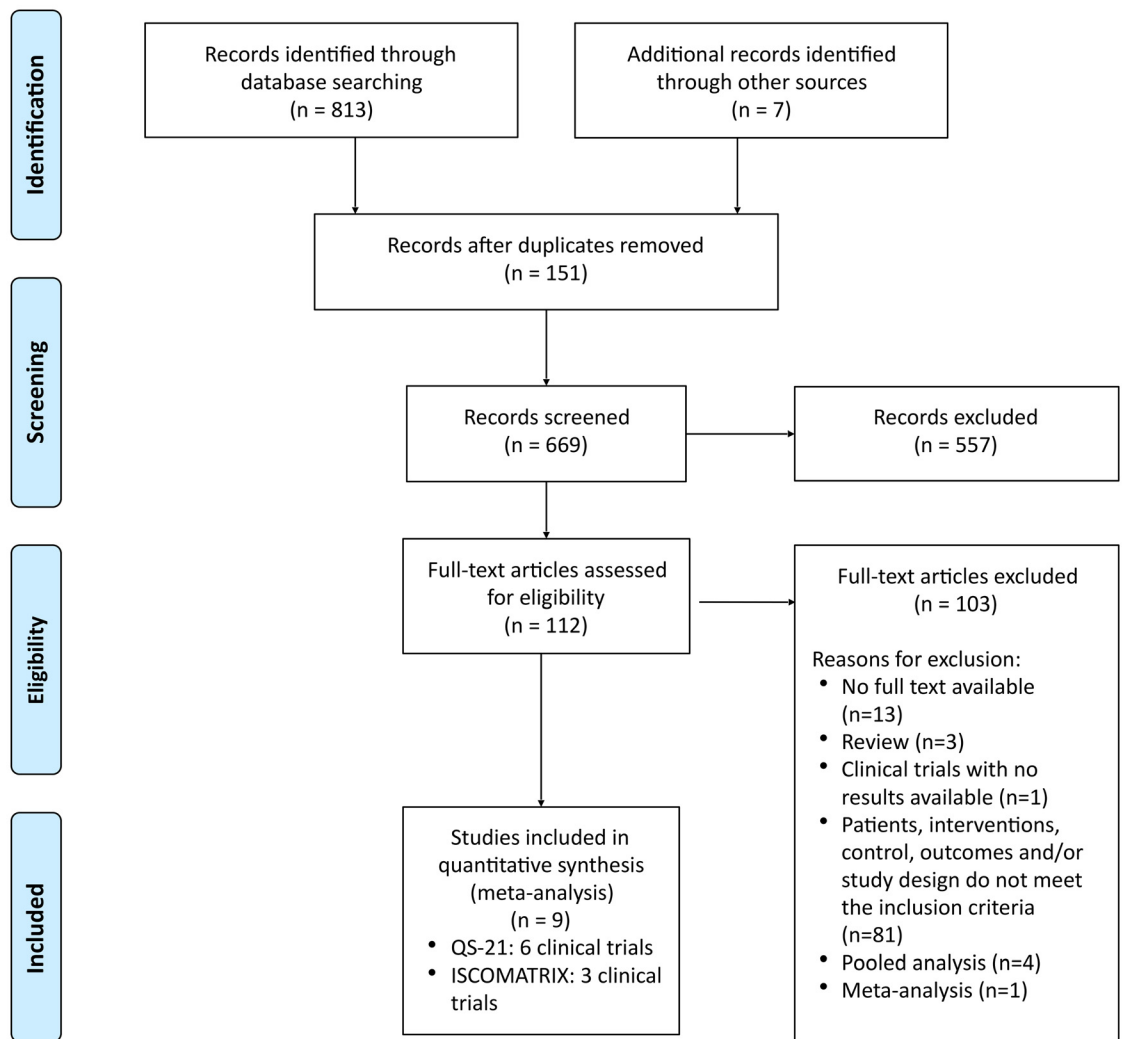 Identification
Records identified through
database searching
(n = 813)
Additional records identified
through other sources
(n = 7)
Records after duplicates removed
(n = 151)
Screening
Records screened
(n = 669)
Records excluded
(n = 557)
Eligibility
Full-text articles assessed
for eligibility
(n = 112)
Full-text articles excluded
(n = 103)
Reasons for exclusion:
• No full text available
(n=13)
• Review (n=3)
• Clinical trials with no
results available (n=1)
• Patients, interventions,
control, outcomes and/or
study design do not meet
the inclusion criteria
(n=81)
• Pooled analysis (n=4)
• Meta-analysis (n=1)
Included
Studies included in
quantitative synthesis
(meta-analysis)
(n = 9)
• QS-21: 6 clinical trials
• ISCOMATRIX: 3 clinical
trials